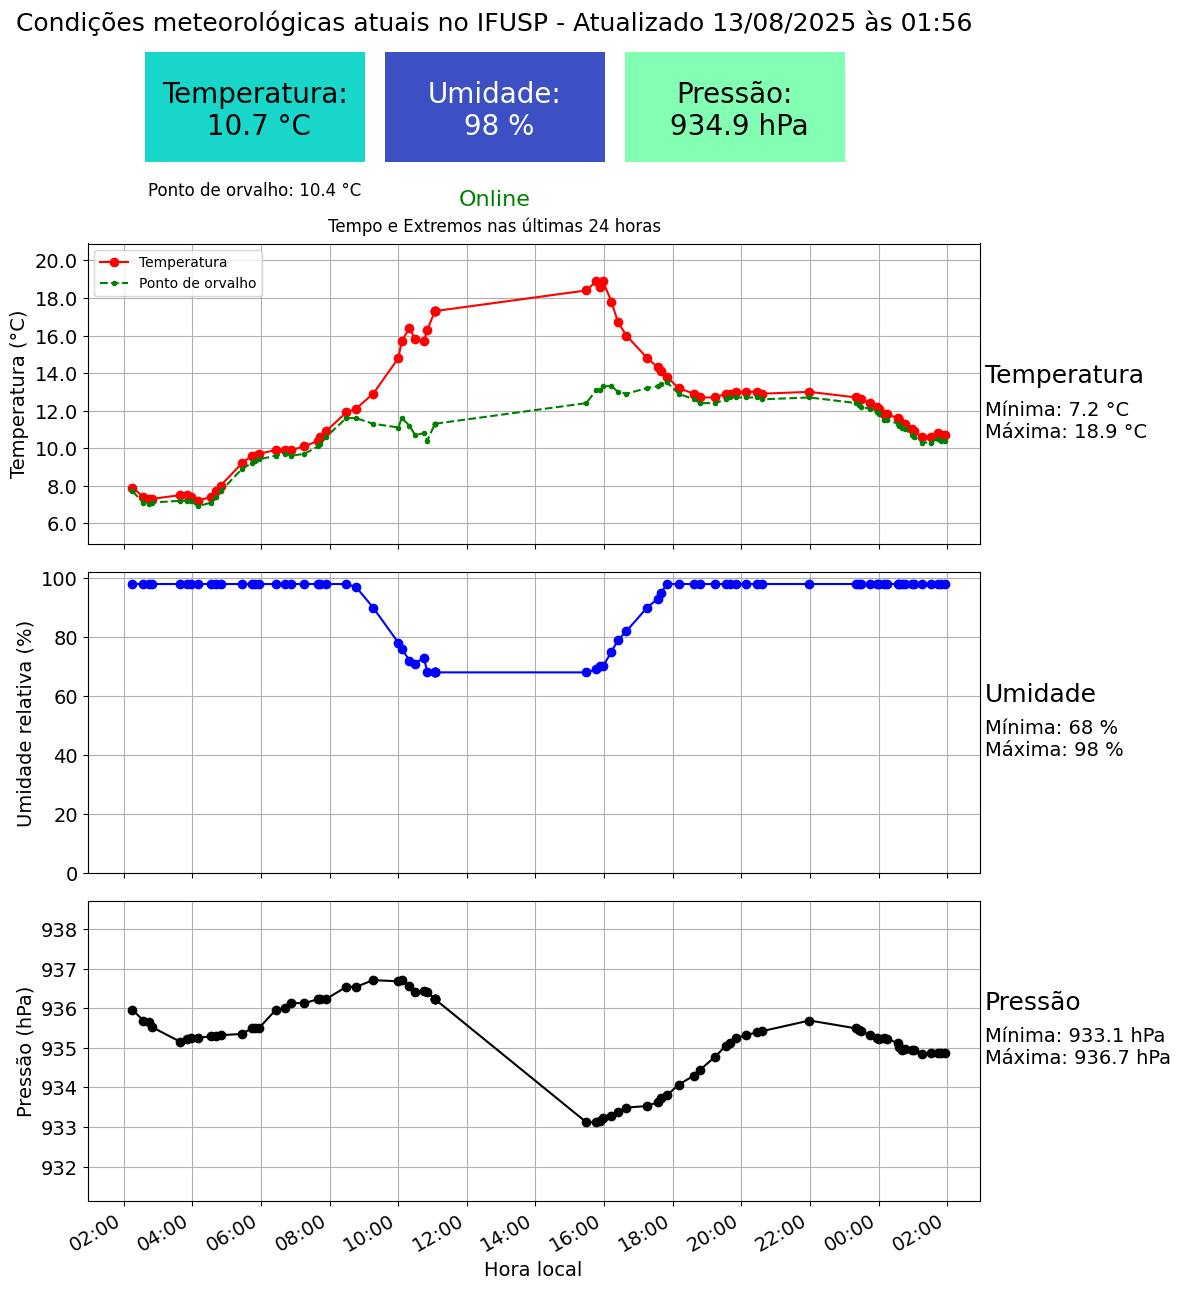 Condições meteorológicas atuais no IFUSP - Atualizado 13/08/2025 às 01:56
Temperatura:
10.7 °C
Umidade:
98 %
Pressão:
934.9 hPa
Ponto de orvalho: 10.4 °C
Online
Tempo e Extremos nas últimas 24 horas
Temperatura
Ponto de orvalho
Temperatura (°C)
20.0
18.0
16.0
14.0
12.0
10.0
8.0
6.0
Temperatura
Mínima: 7.2 °C
Máxima: 18.9 °C
Umidade relativa (%)
100
80
60
40
20
0
Umidade
Mínima: 68 %
Máxima: 98 %
Pressão (hPa)
938
937
936
935
934
933
932
Pressão
Mínima: 933.1 hPa
Máxima: 936.7 hPa
02:00 04:00 06:00 08:00 10:00 12:00 14:00 16:00 18:00 20:00 22:00 00:00 02:00
Hora local